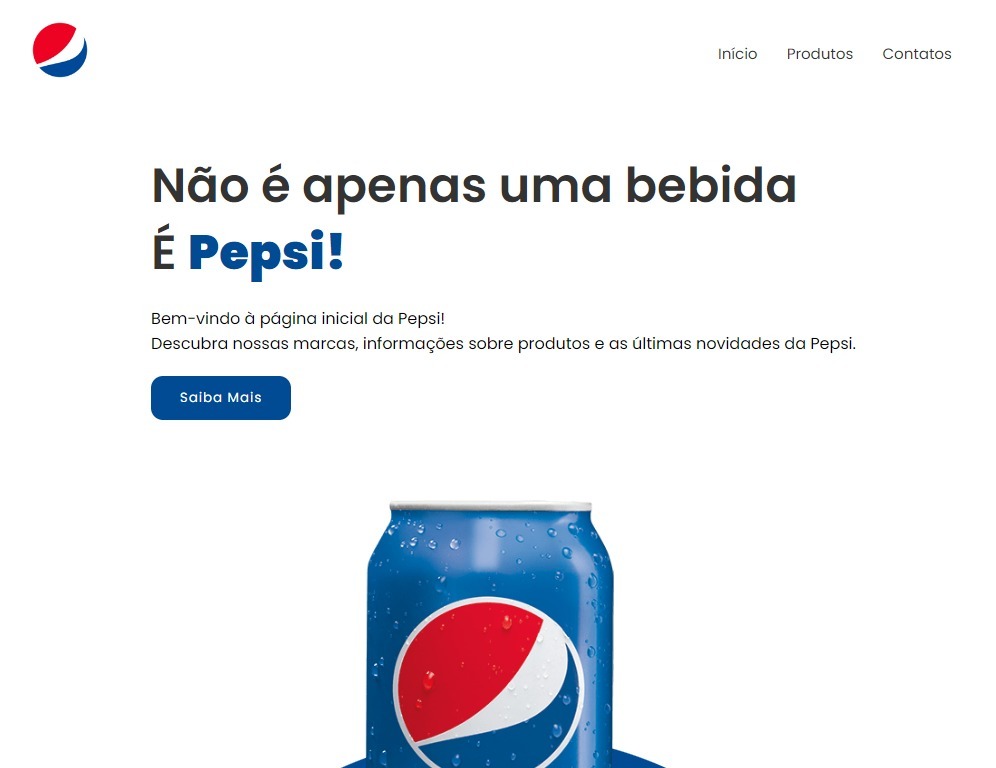 Início Produtos Contatos
Não é apenas uma bebida
É Pepsi!
Bem-vindo à página inicial da Pepsi!
Descubra nossas marcas, informações sobre produtos e as últimas novidades da Pepsi.
Saiba Mais